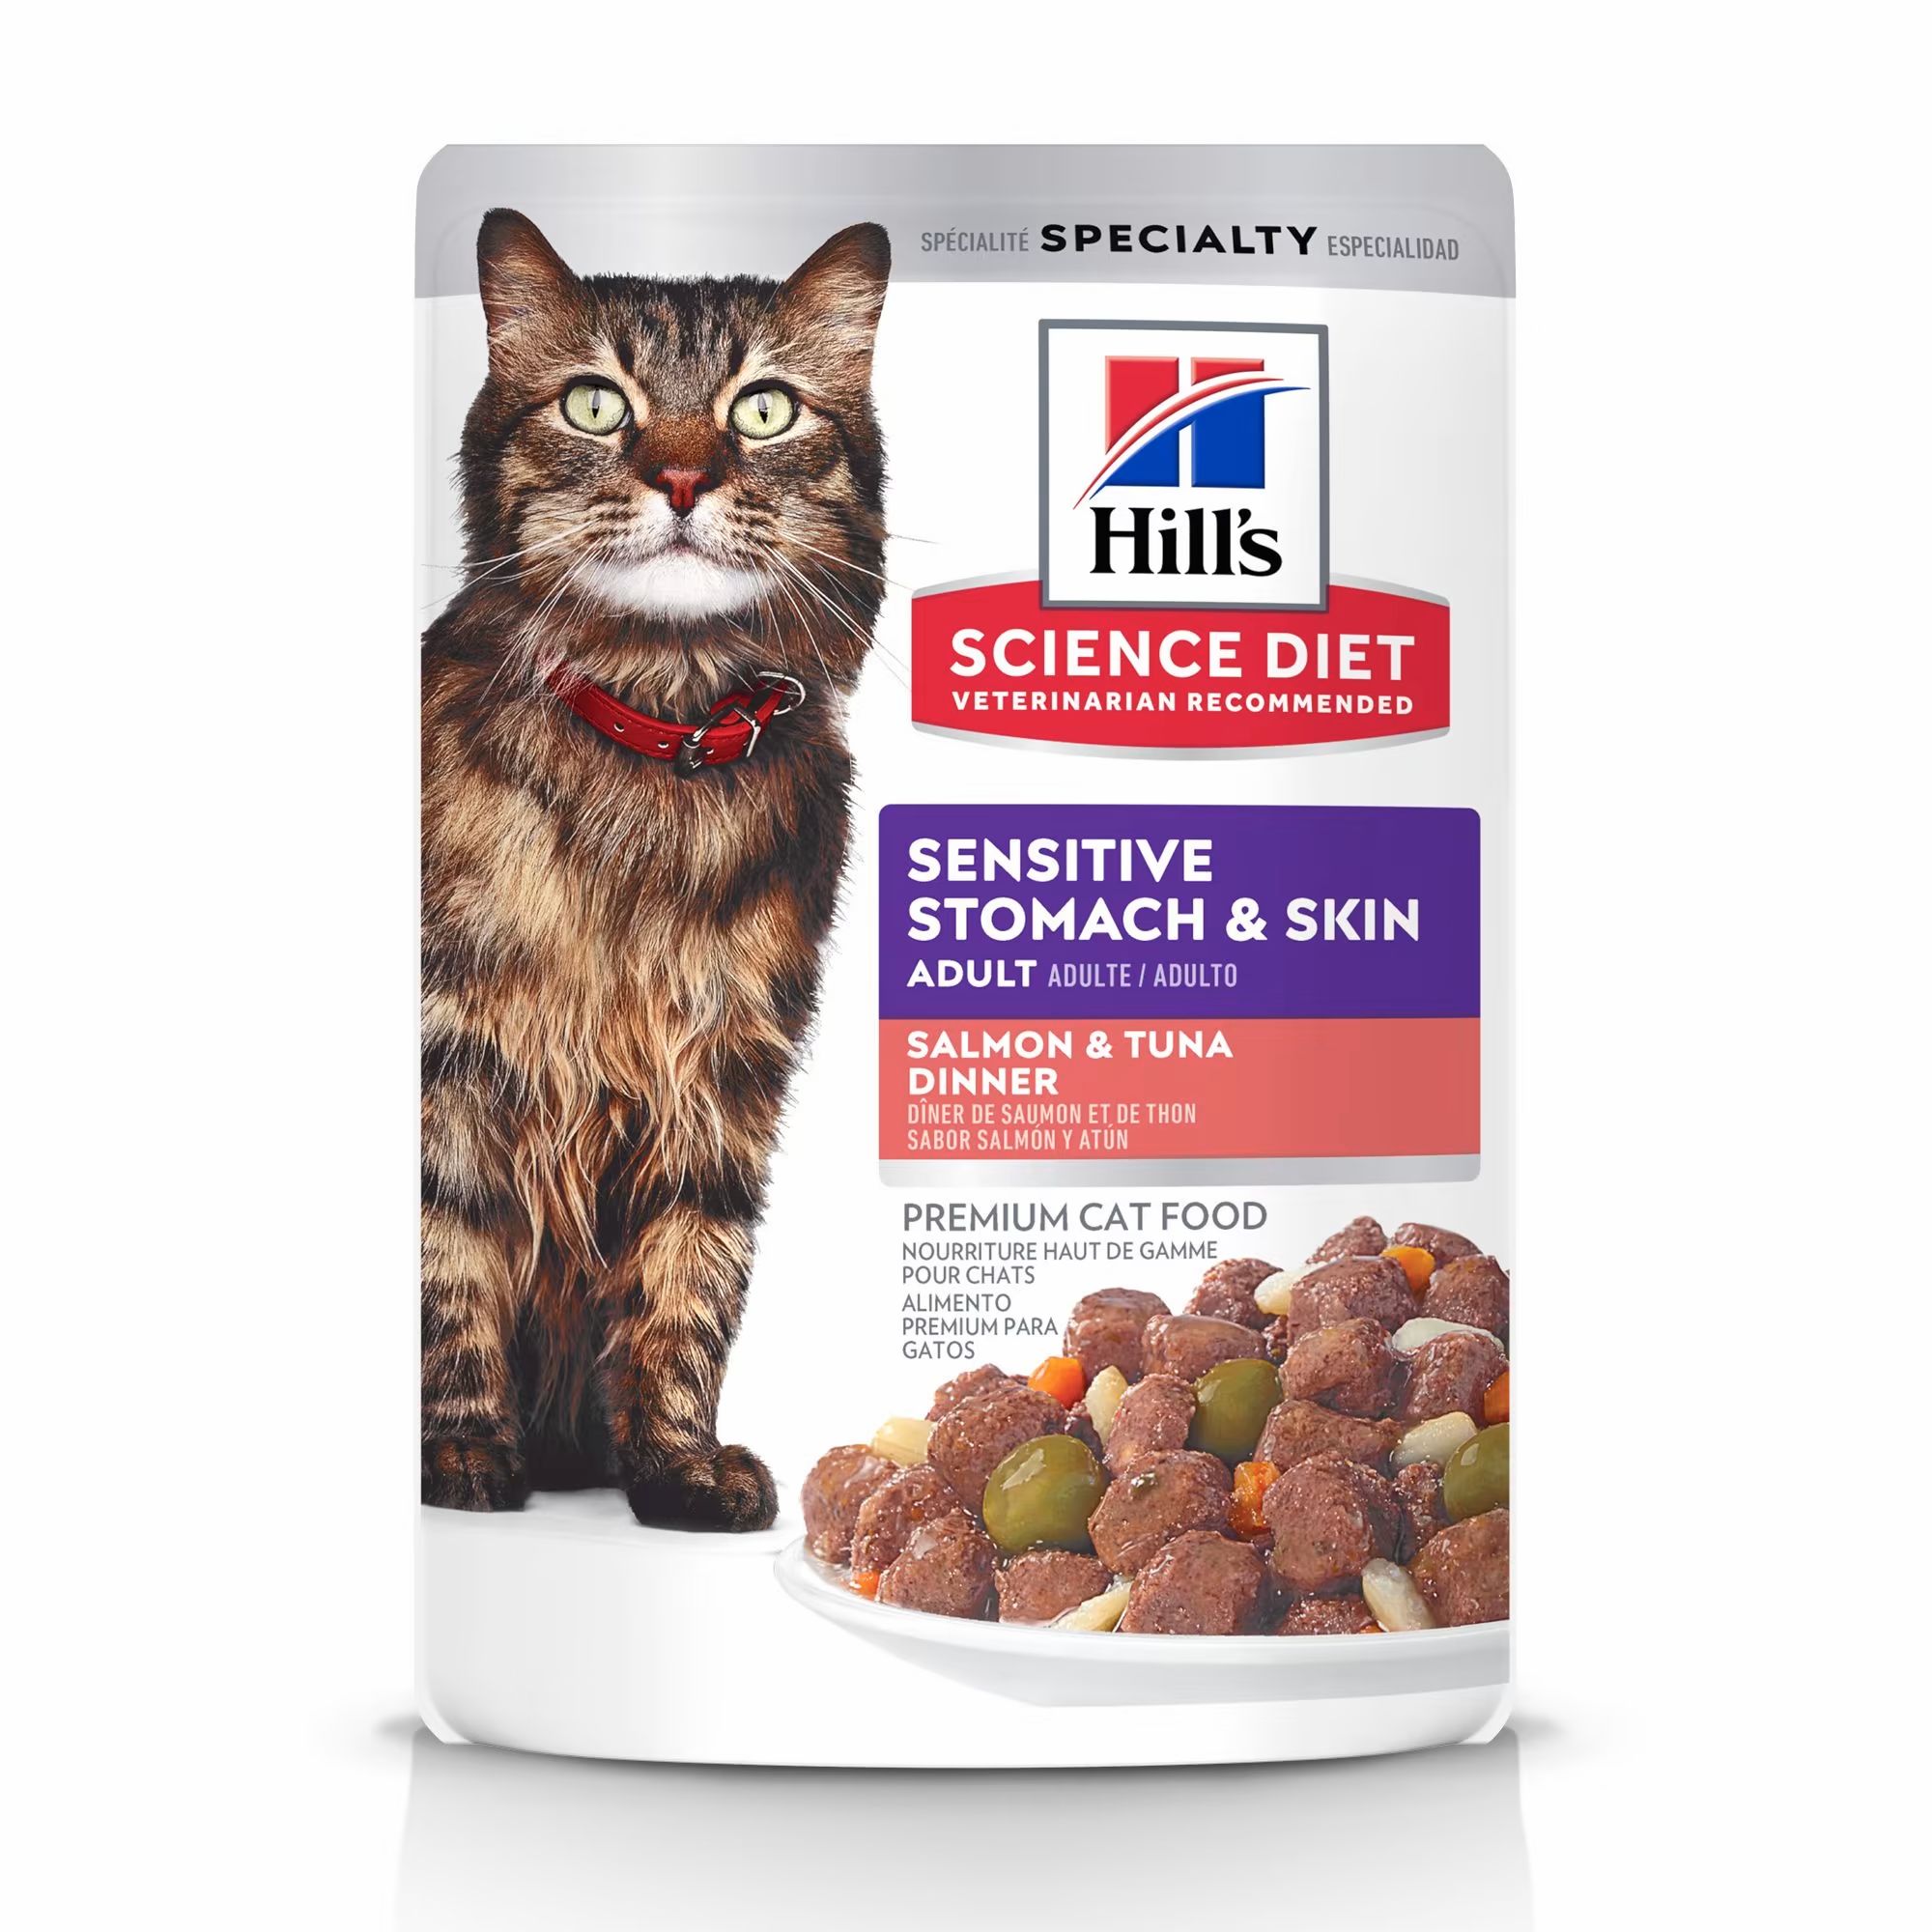 SPÉCIALITÉ SPECIALTY ESPECIALIDAD
Hill's
SCIENCE DIET
VETERINARIAN RECOMMENDED
SENSITIVE
STOMACH & SKIN
ADULT ADULTE / ADULTO
SALMON & TUNA
DINNER
DÎNER DE SAUMON ET DE THON
SABOR SALMÓN Y ATÚN
PREMIUM CAT FOOD
NOURRITURE HAUT DE GAMME
POUR CHATS
ALIMENTO
PREMIUM PARA
GATOS